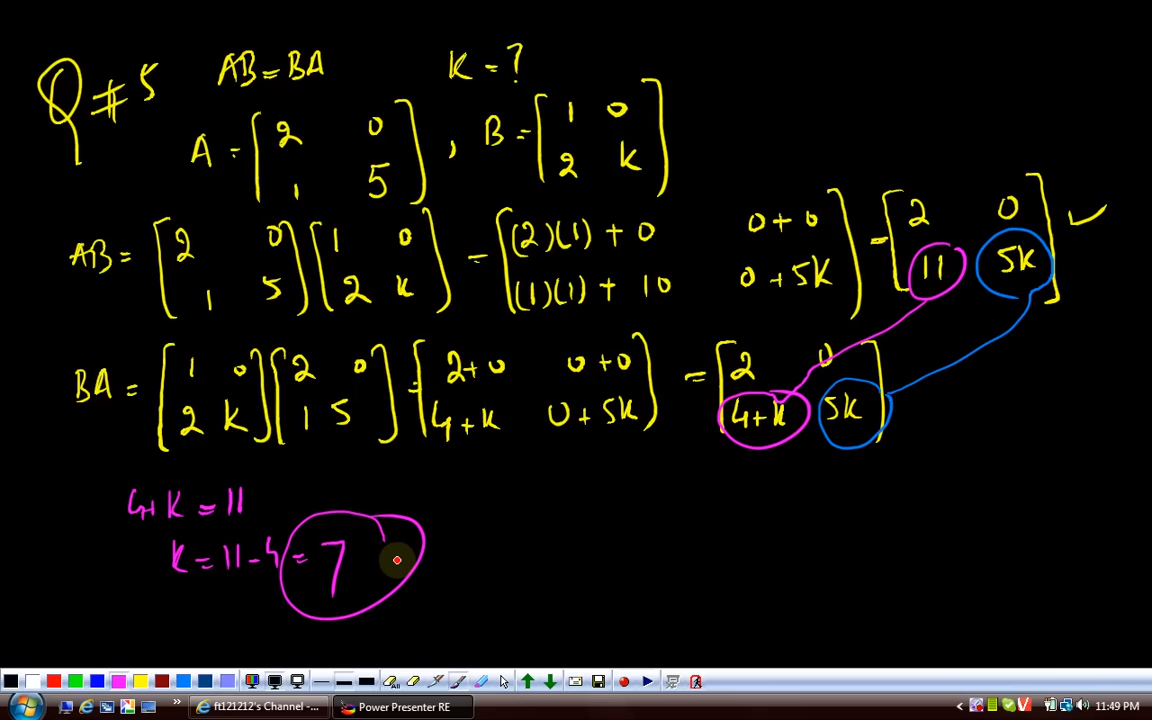 Q # 5 AB = BA K = ?
A = [2 0 1 5] , B = [1 0 2 k]
AB = [2 0 1 5] [1 0 2 k] = [(2)(1) + 0 0 + 0 (1)(1) + 10 0 + 5K] = [2 0 11 5K] ✓
BA = [1 0 2 K] [2 0 1 5] = [2+0 0+0 4+K 0+5K] = [2 0 4+K 5K]
4+K = 11
K = 11-4 = 7
All
ft121212's Channel -...
Power Presenter RE
11:49 PM